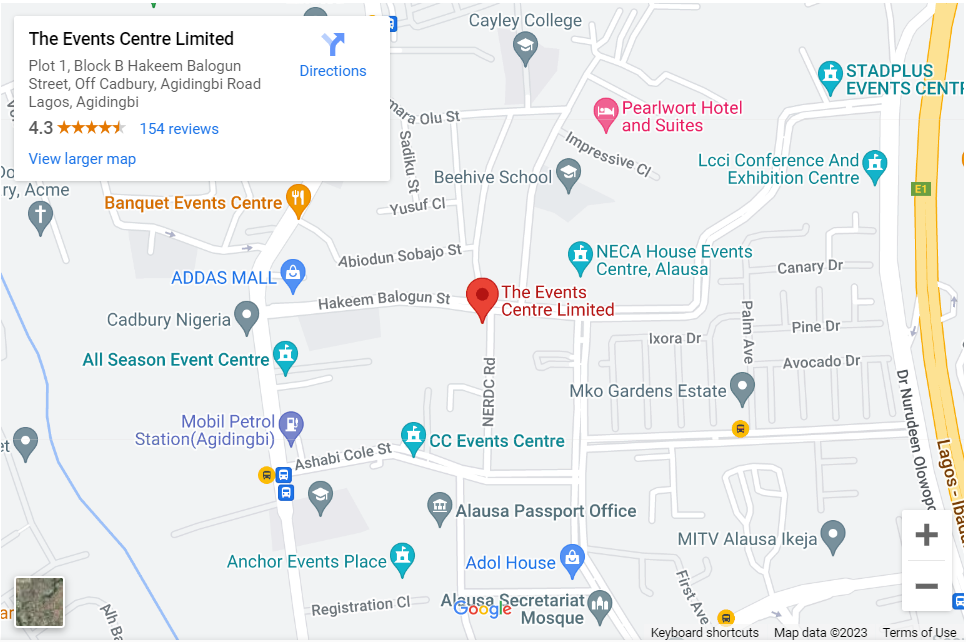 The Events Centre Limited
Directions
Plot 1, Block B Hakeem Balogun
Street, Off Cadbury, Agidingbi Road
Lagos, Agidingbi
4.3
154 reviews
View larger map
Cayley College
STADPLUS
EVENTS CENTR
Pearlwort Hotel
and Suites
mara Olu St
Sadiku St
Impressive Cl
Lcci Conference And
Exhibition Centre
Beehive School
E1
ry, Acme
Banquet Events Centre
Yusuf Cl
Abiodun Sobajo St
NECA House Events
Centre, Alausa
Canary Dr
ADDAS MALL
Hakeem Balogun St
The Events
Centre Limited
Cadbury Nigeria
Palm Ave
Pine Dr
Ixora Dr
All Season Event Centre
Avocado Dr
NERDC Rd
Mko Gardens Estate
Dr Nurudeen Olowopo
Mobil Petrol
Station(Agidingbi)
CC Events Centre
Ashabi Cole St
Lagos - Ibada
Alausa Passport Office
MITV Alausa Ikeja
Anchor Events Place
Adol House
First Ave
Registration Cl
Alausa Secretariat
Mosque
Google
Nh Ba
Keyboard shortcuts
Map data ©2023
Terms of Use